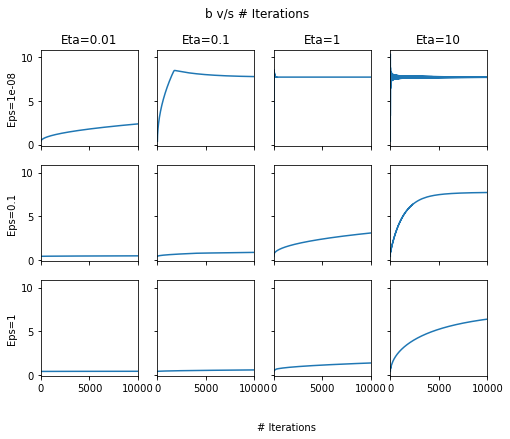 b v/s # Iterations
Eta=0.01 Eta=0.1 Eta=1 Eta=10
Eps=1e-08
10
5
0
Eps=0.1
10
5
0
Eps=1
10
5
0
0 5000 10000 0 5000 10000 0 5000 10000 0 5000 10000
# Iterations